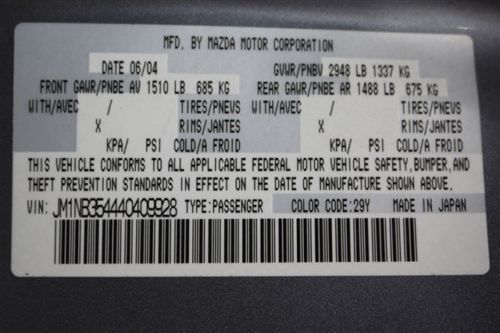 MFD. BY MAZDA MOTOR CORPORATION
DATE 06/04 GVWR/PNBV 2948 LB 1337 KG
FRONT GAWR/PNBE AV 1510 LB 685 KG REAR GAWR/PNBE AR 1488 LB 675 KG
WITH/AVEC / TIRES/PNEUS WITH/AVEC / TIRES/PNEUS
X RIMS/JANTES X RIMS/JANTES
KPA/ PSI COLD/A FROID KPA/ PSI COLD/A FROID
THIS VEHICLE CONFORMS TO ALL APPLICABLE FEDERAL MOTOR VEHICLE SAFETY, BUMPER, AND
THEFT PREVENTION STANDARDS IN EFFECT ON THE DATE OF MANUFACTURE SHOWN ABOVE.
VIN: JM1NB354440409928 TYPE:PASSENGER COLOR CODE:29Y MADE IN JAPAN